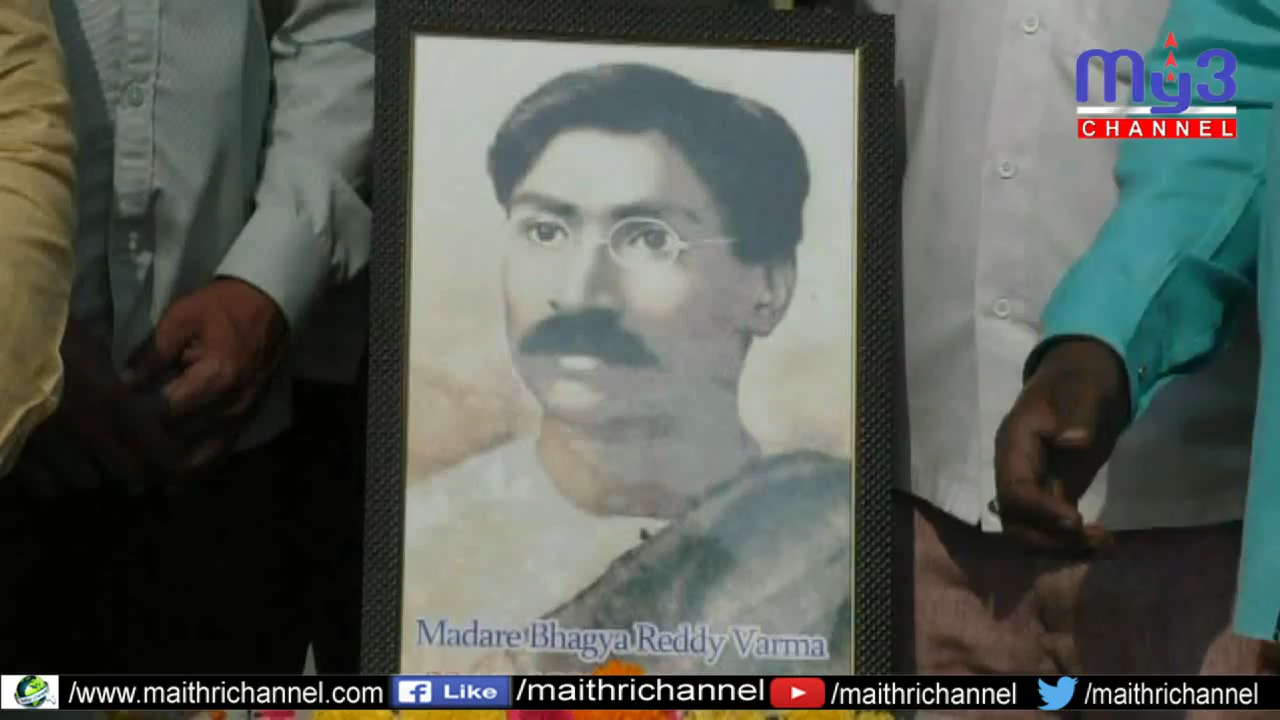 My3
CHANNEL
Madare Bhagya Reddy Varma
/www.maithrichannel.com
f Like
/maithrichannel
/maithrichannel
/maithrichannel